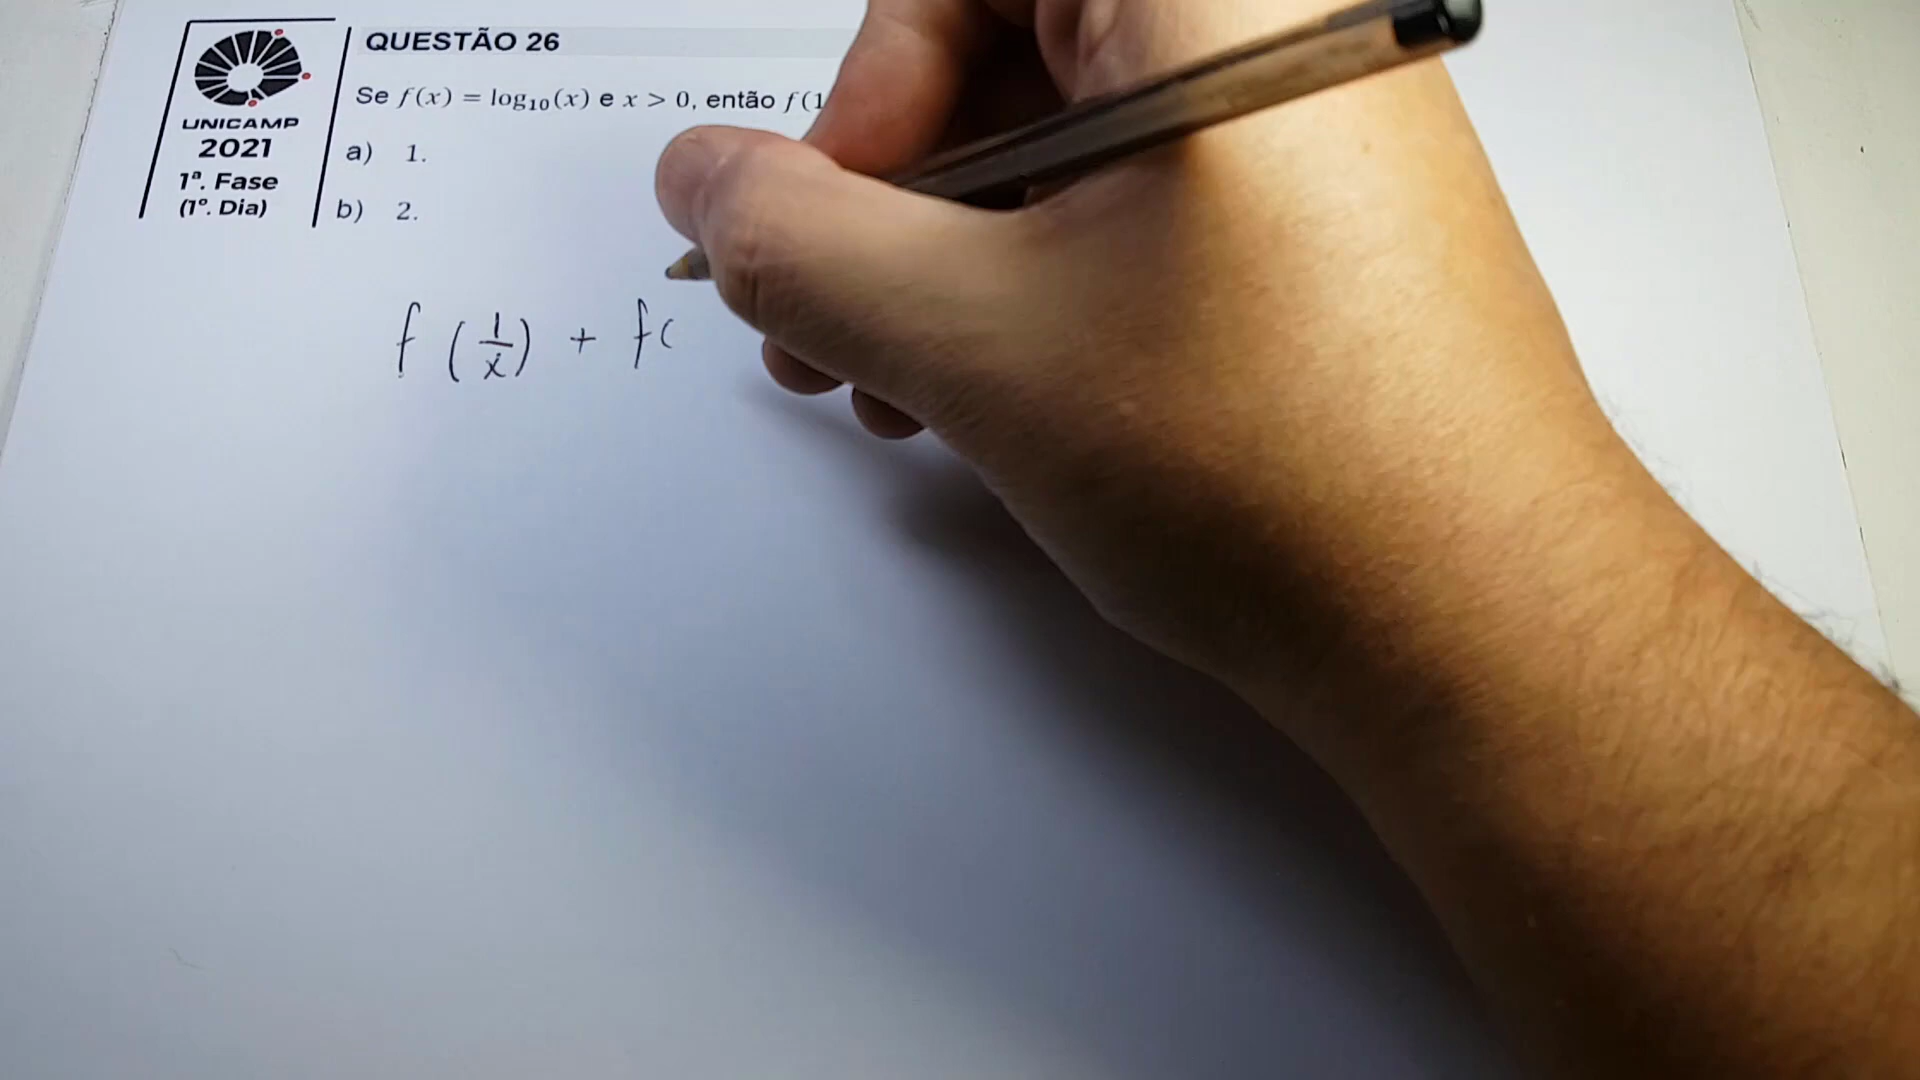 UNICAMP
2021
1ª. Fase
(1º. Dia)
QUESTÃO 26
Se f(x) = log₁₀(x) e x > 0, então f(1
a) 1.
b) 2.
f (1/x) + f(